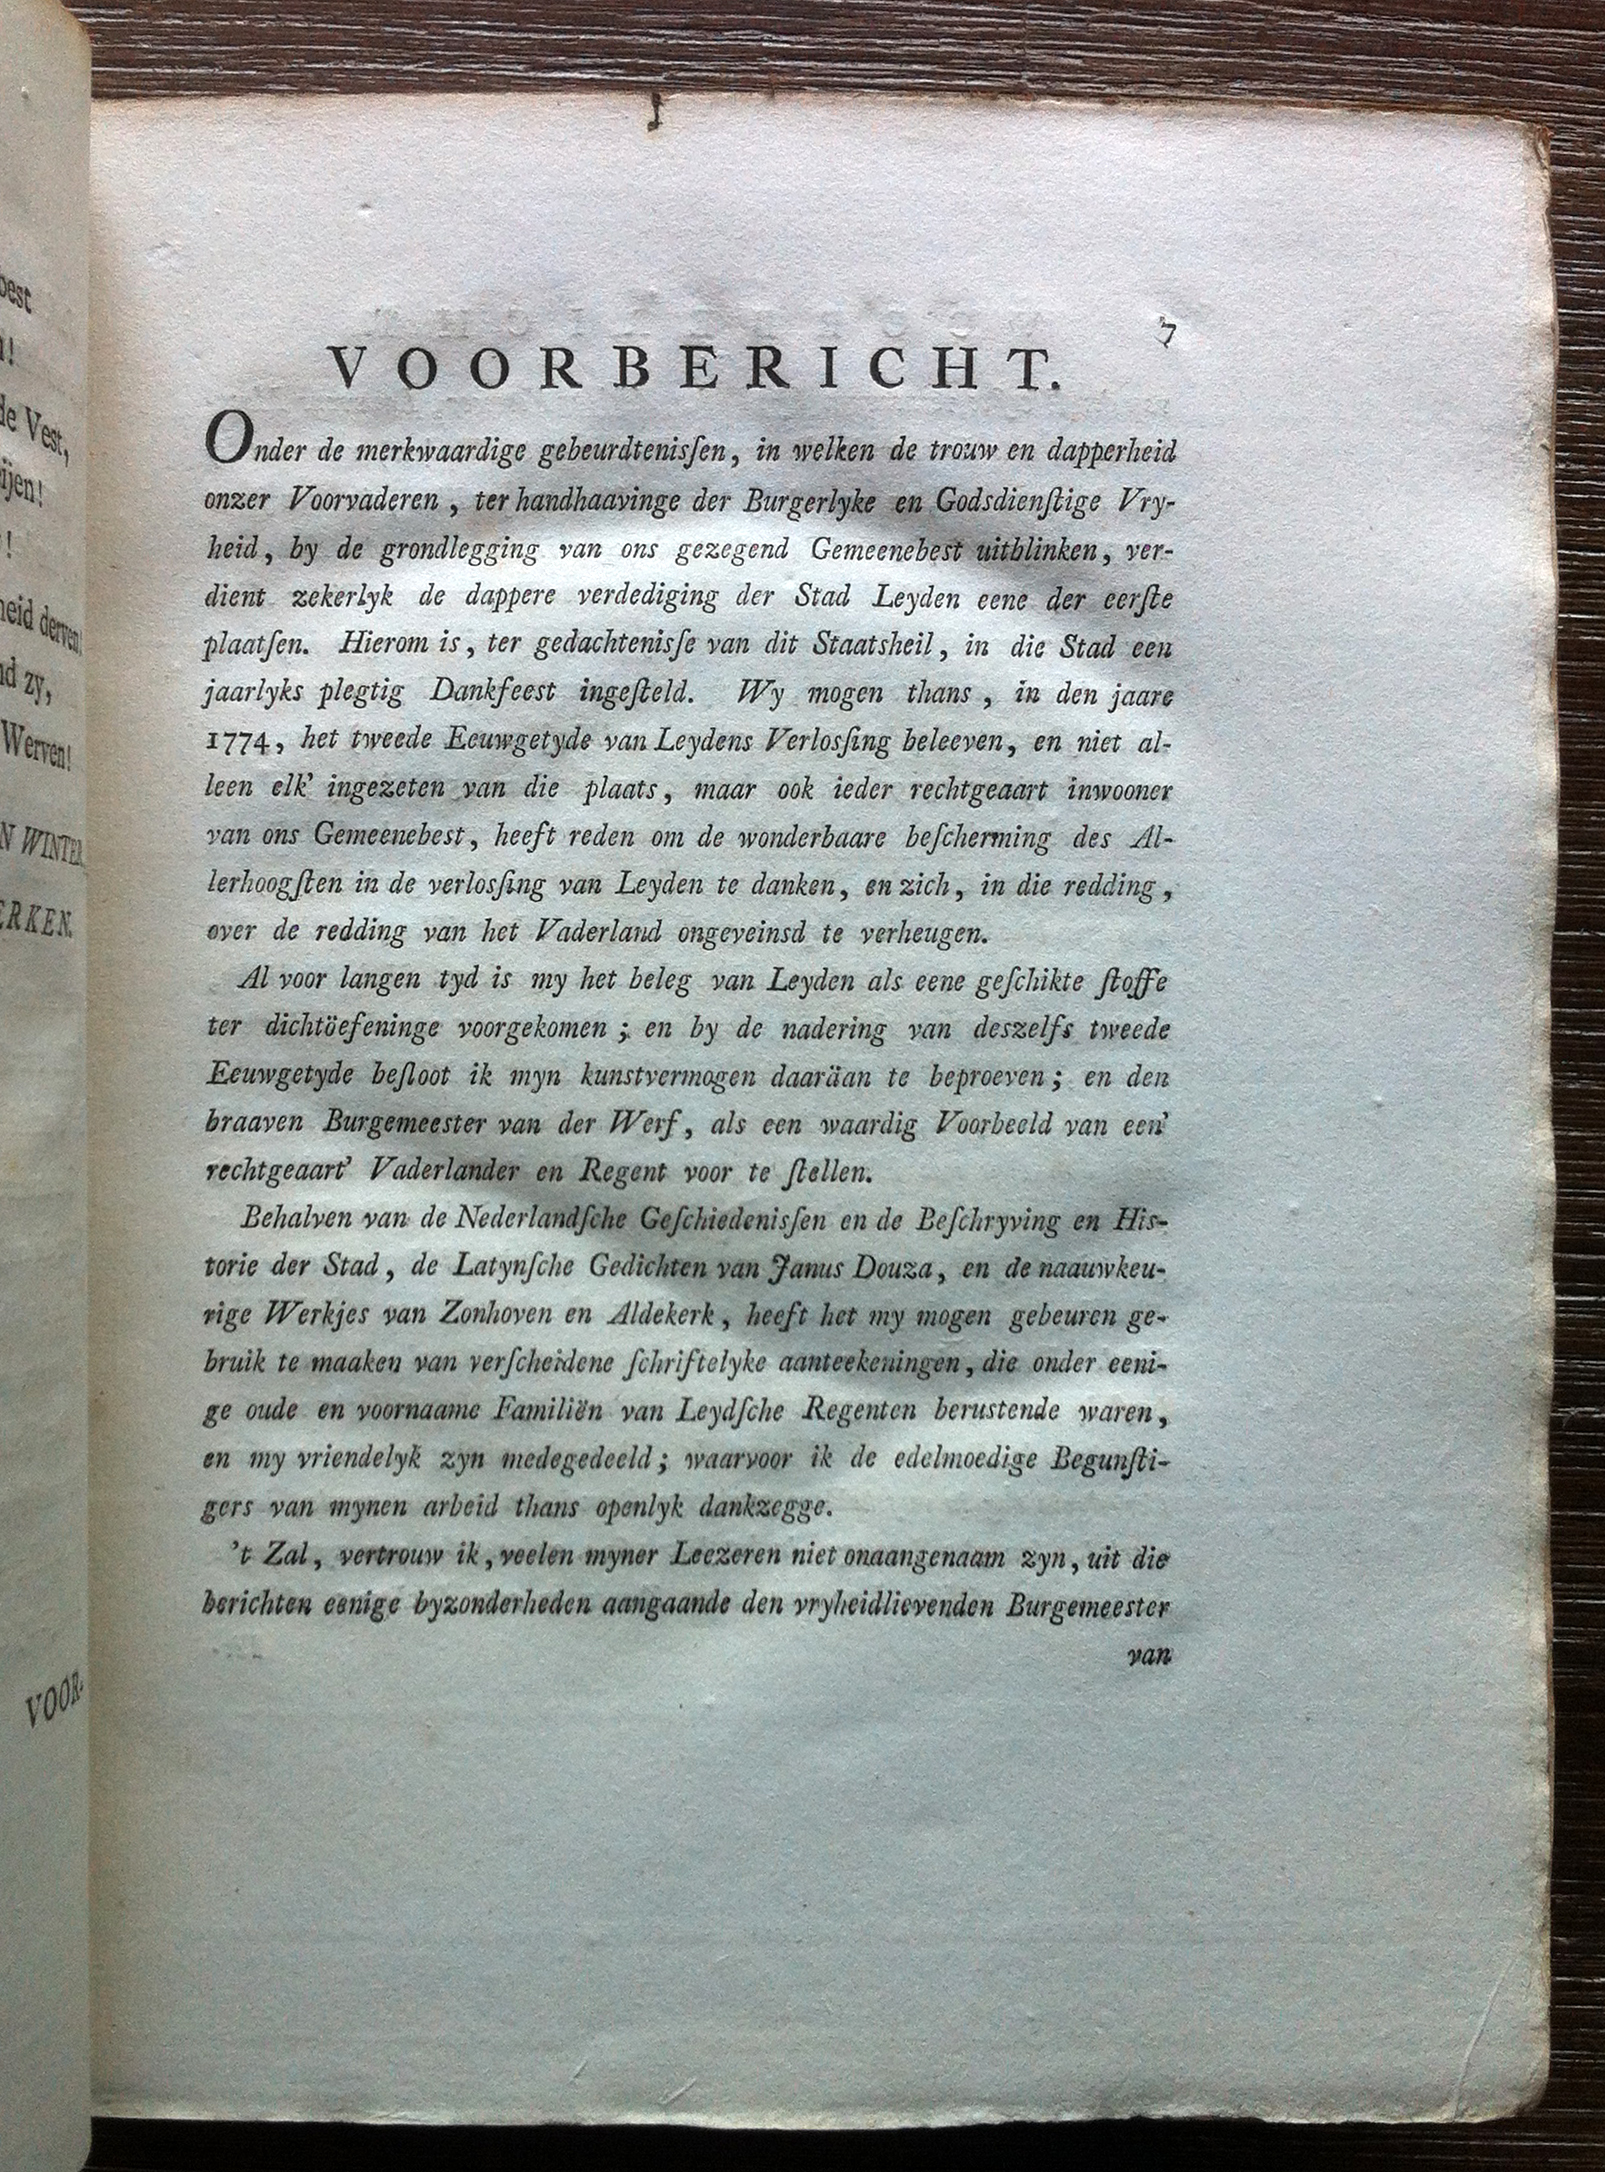 best
!
de Vest,
ijen!
!
heid derven!
nd zy,
Werven!
N WINTER
ERKEN.
VOOR-
7
VOORBERICHT.
Onder de merkwaardige gebeurdtenisſen, in welken de trouw en dapperheid
onzer Voorvaderen, ter handhaavinge der Burgerlyke en Godsdienſtige Vry-
heid, by de grondlegging van ons gezegend Gemeenebest uitblinken, ver-
dient zekerlyk de dappere verdediging der Stad Leyden eene der eerſte
plaatſen. Hierom is, ter gedachtenisſe van dit Staatsheil, in die Stad een
jaarlyks plegtig Dankfeest ingeſteld. Wy mogen thans, in den jaare
1774, het tweede Eeuwgetyde van Leydens Verlosſing beleeven, en niet al-
leen elk' ingezeten van die plaats, maar ook ieder rechtgeaart inwooner
van ons Gemeenebest, heeft reden om de wonderbaare beſcherming des Al-
lerhoogſten in de verlosſing van Leyden te danken, en zich, in die redding,
over de redding van het Vaderland ongeveinsd te verheugen.
Al voor langen tyd is my het beleg van Leyden als eene geſchikte ſtoffe
ter dichtöefeninge voorgekomen; en by de nadering van deszelfs tweede
Eeuwgetyde beſloot ik myn kunstvermogen daaräan te beproeven; en den
braaven Burgemeester van der Werf, als een waardig Voorbeeld van een'
rechtgeaart' Vaderlander en Regent voor te ſtellen.
Behalven van de Nederlandſche Geſchiedenisſen en de Beſchryving en His-
torie der Stad, de Latynſche Gedichten van Janus Douza, en de naauwkeu-
rige Werkjes van Zonhoven en Aldekerk, heeft het my mogen gebeuren ge-
bruik te maaken van verſcheidene ſchriftelyke aanteekeningen, die onder eeni-
ge oude en voornaame Familiën van Leydſche Regenten berustende waren,
en my vriendelyk zyn medegedeeld; waarvoor ik de edelmoedige Begunſti-
gers van mynen arbeid thans openlyk dankzegge.
't Zal, vertrouw ik, veelen myner Leezeren niet onaangenaam zyn, uit die
berichten eenige byzonderheden aangaande den vryheidlievenden Burgemeester
van